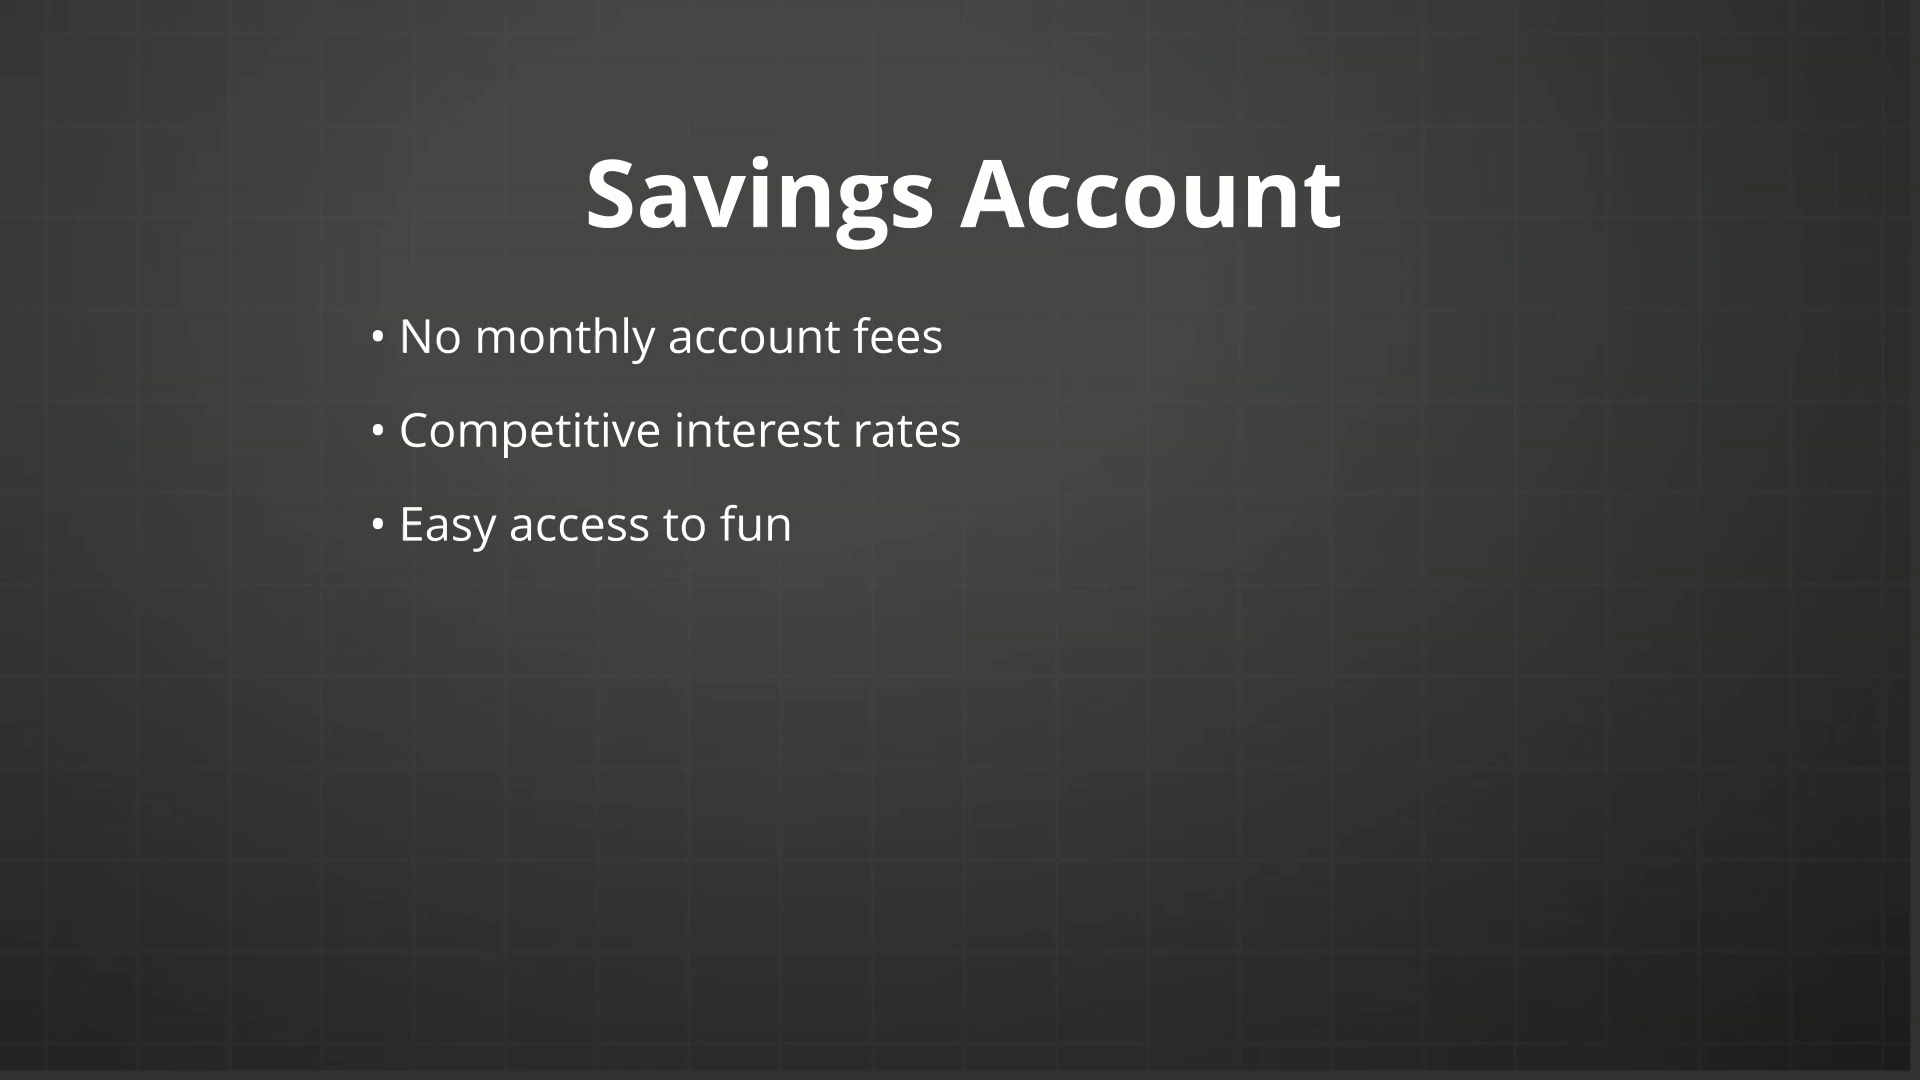 Savings Account
• No monthly account fees
• Competitive interest rates
• Easy access to fun